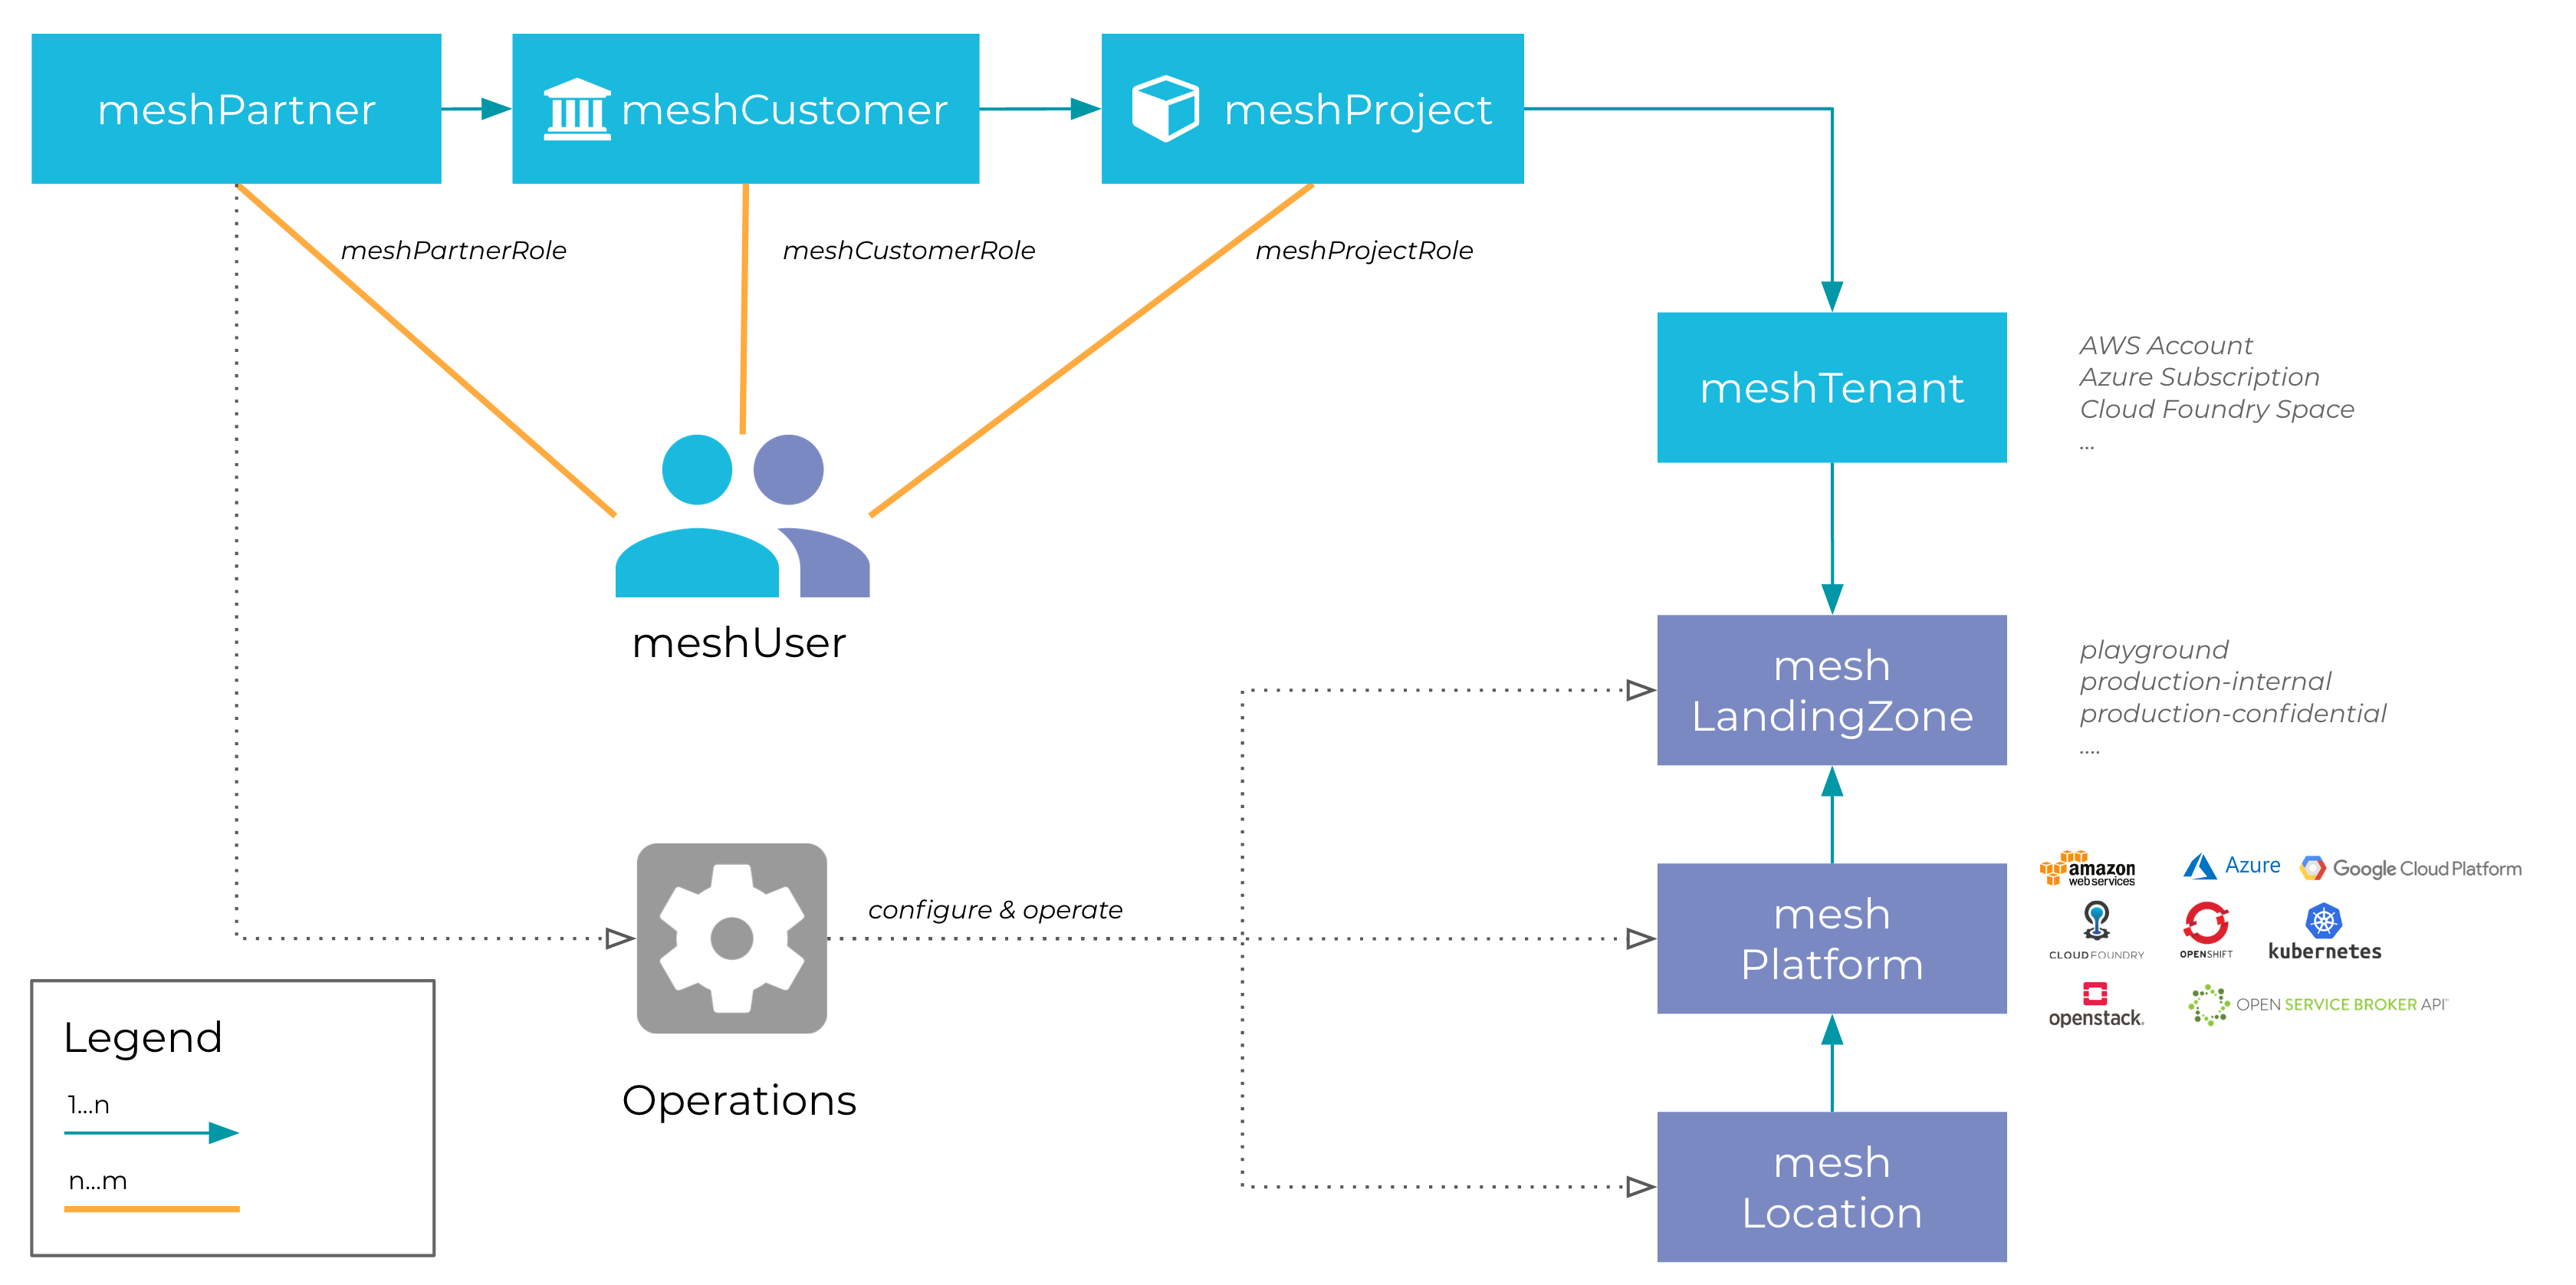 meshPartner
meshCustomer
meshProject
meshPartnerRole
meshCustomerRole
meshProjectRole
meshTenant
AWS Account
Azure Subscription
Cloud Foundry Space
...
meshUser
mesh
LandingZone
playground
production-internal
production-confidential
....
configure & operate
Operations
mesh
Platform
amazon
webservices
Azure
Google Cloud Platform
CLOUD FOUNDRY
OPENSHIFT
kubernetes
openstack.
OPEN SERVICE BROKER API
mesh
Location
Legend
1...n
n...m